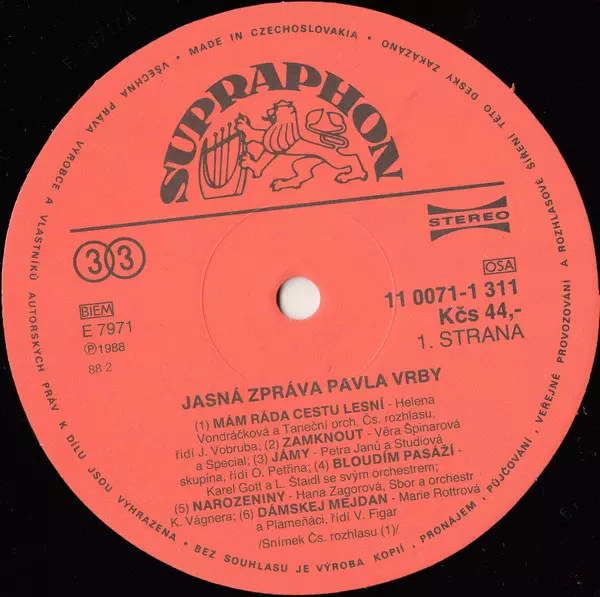 E 7971 A
MADE IN CZECHOSLOVAKIA • VŠECHNA PRÁVA VÝROBCE A VLASTNÍKŮ AUTORSKÝCH PRÁV K DÍLU JSOU VYHRAZENA • BEZ SOUHLASU JE VÝROBA KOPIÍ, PRONÁJEM, PŮJČOVÁNÍ, VEŘEJNÉ PROVOZOVÁNÍ A ROZHLASOVÉ ŠÍŘENÍ TÉTO DESKY ZAKÁZÁNO •
SUPRAPHON
STEREO
33
OSA
BIEM
E 7971
Ⓟ1988
88 2
11 0071-1 311
Kčs 44,-
1. STRANA
JASNÁ ZPRÁVA PAVLA VRBY
(1) MÁM RÁDA CESTU LESNÍ - Helena
Vondráčková a Taneční orch. Čs. rozhlasu,
řídí J. Vobruba; (2) ZAMKNOUT - Věra Špinarová
a Special; (3) JÁMY - Petra Janů a Studiová
skupina, řídí O. Petřina; (4) BLOUDÍM PASÁŽÍ -
Karel Gott a L. Štaidl se svým orchestrem;
(5) NAROZENINY - Hana Zagorová, Sbor a orchestr
K. Vágnera; (6) DÁMSKEJ MEJDAN - Marie Rottrová
a Plameňáci, řídí V. Figar
/Snímek Čs. rozhlasu (1)/